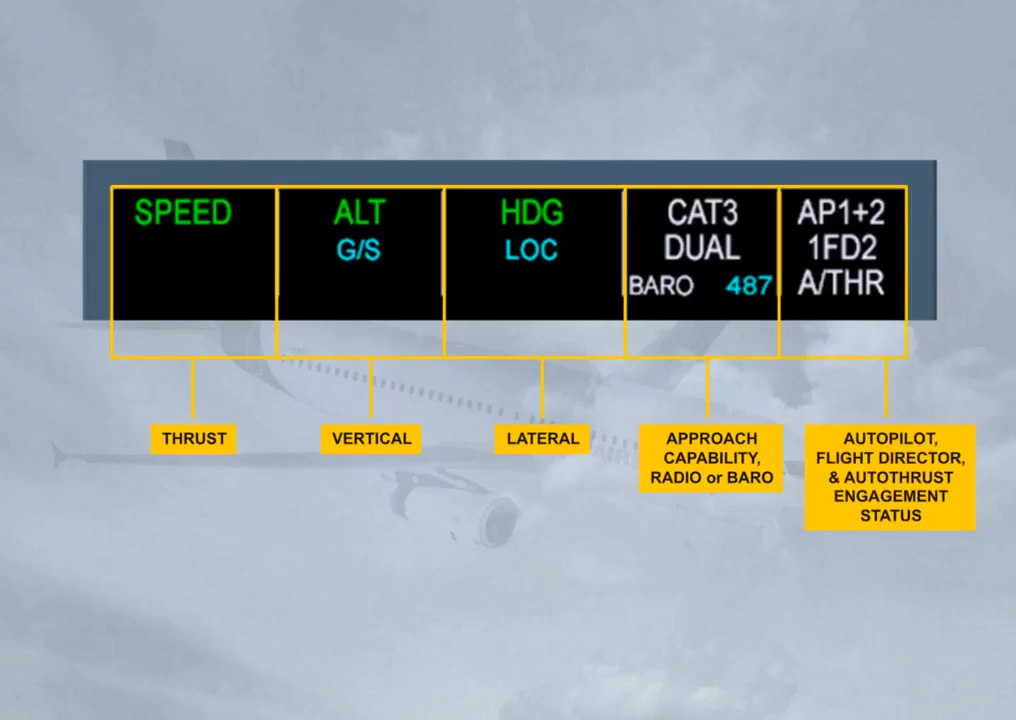 SPEED
ALT
G/S
HDG
LOC
CAT3
DUAL
BARO 487
AP1+2
1FD2
A/THR
THRUST
VERTICAL
LATERAL
APPROACH
CAPABILITY,
RADIO or BARO
AUTOPILOT,
FLIGHT DIRECTOR,
& AUTOTHRUST
ENGAGEMENT
STATUS